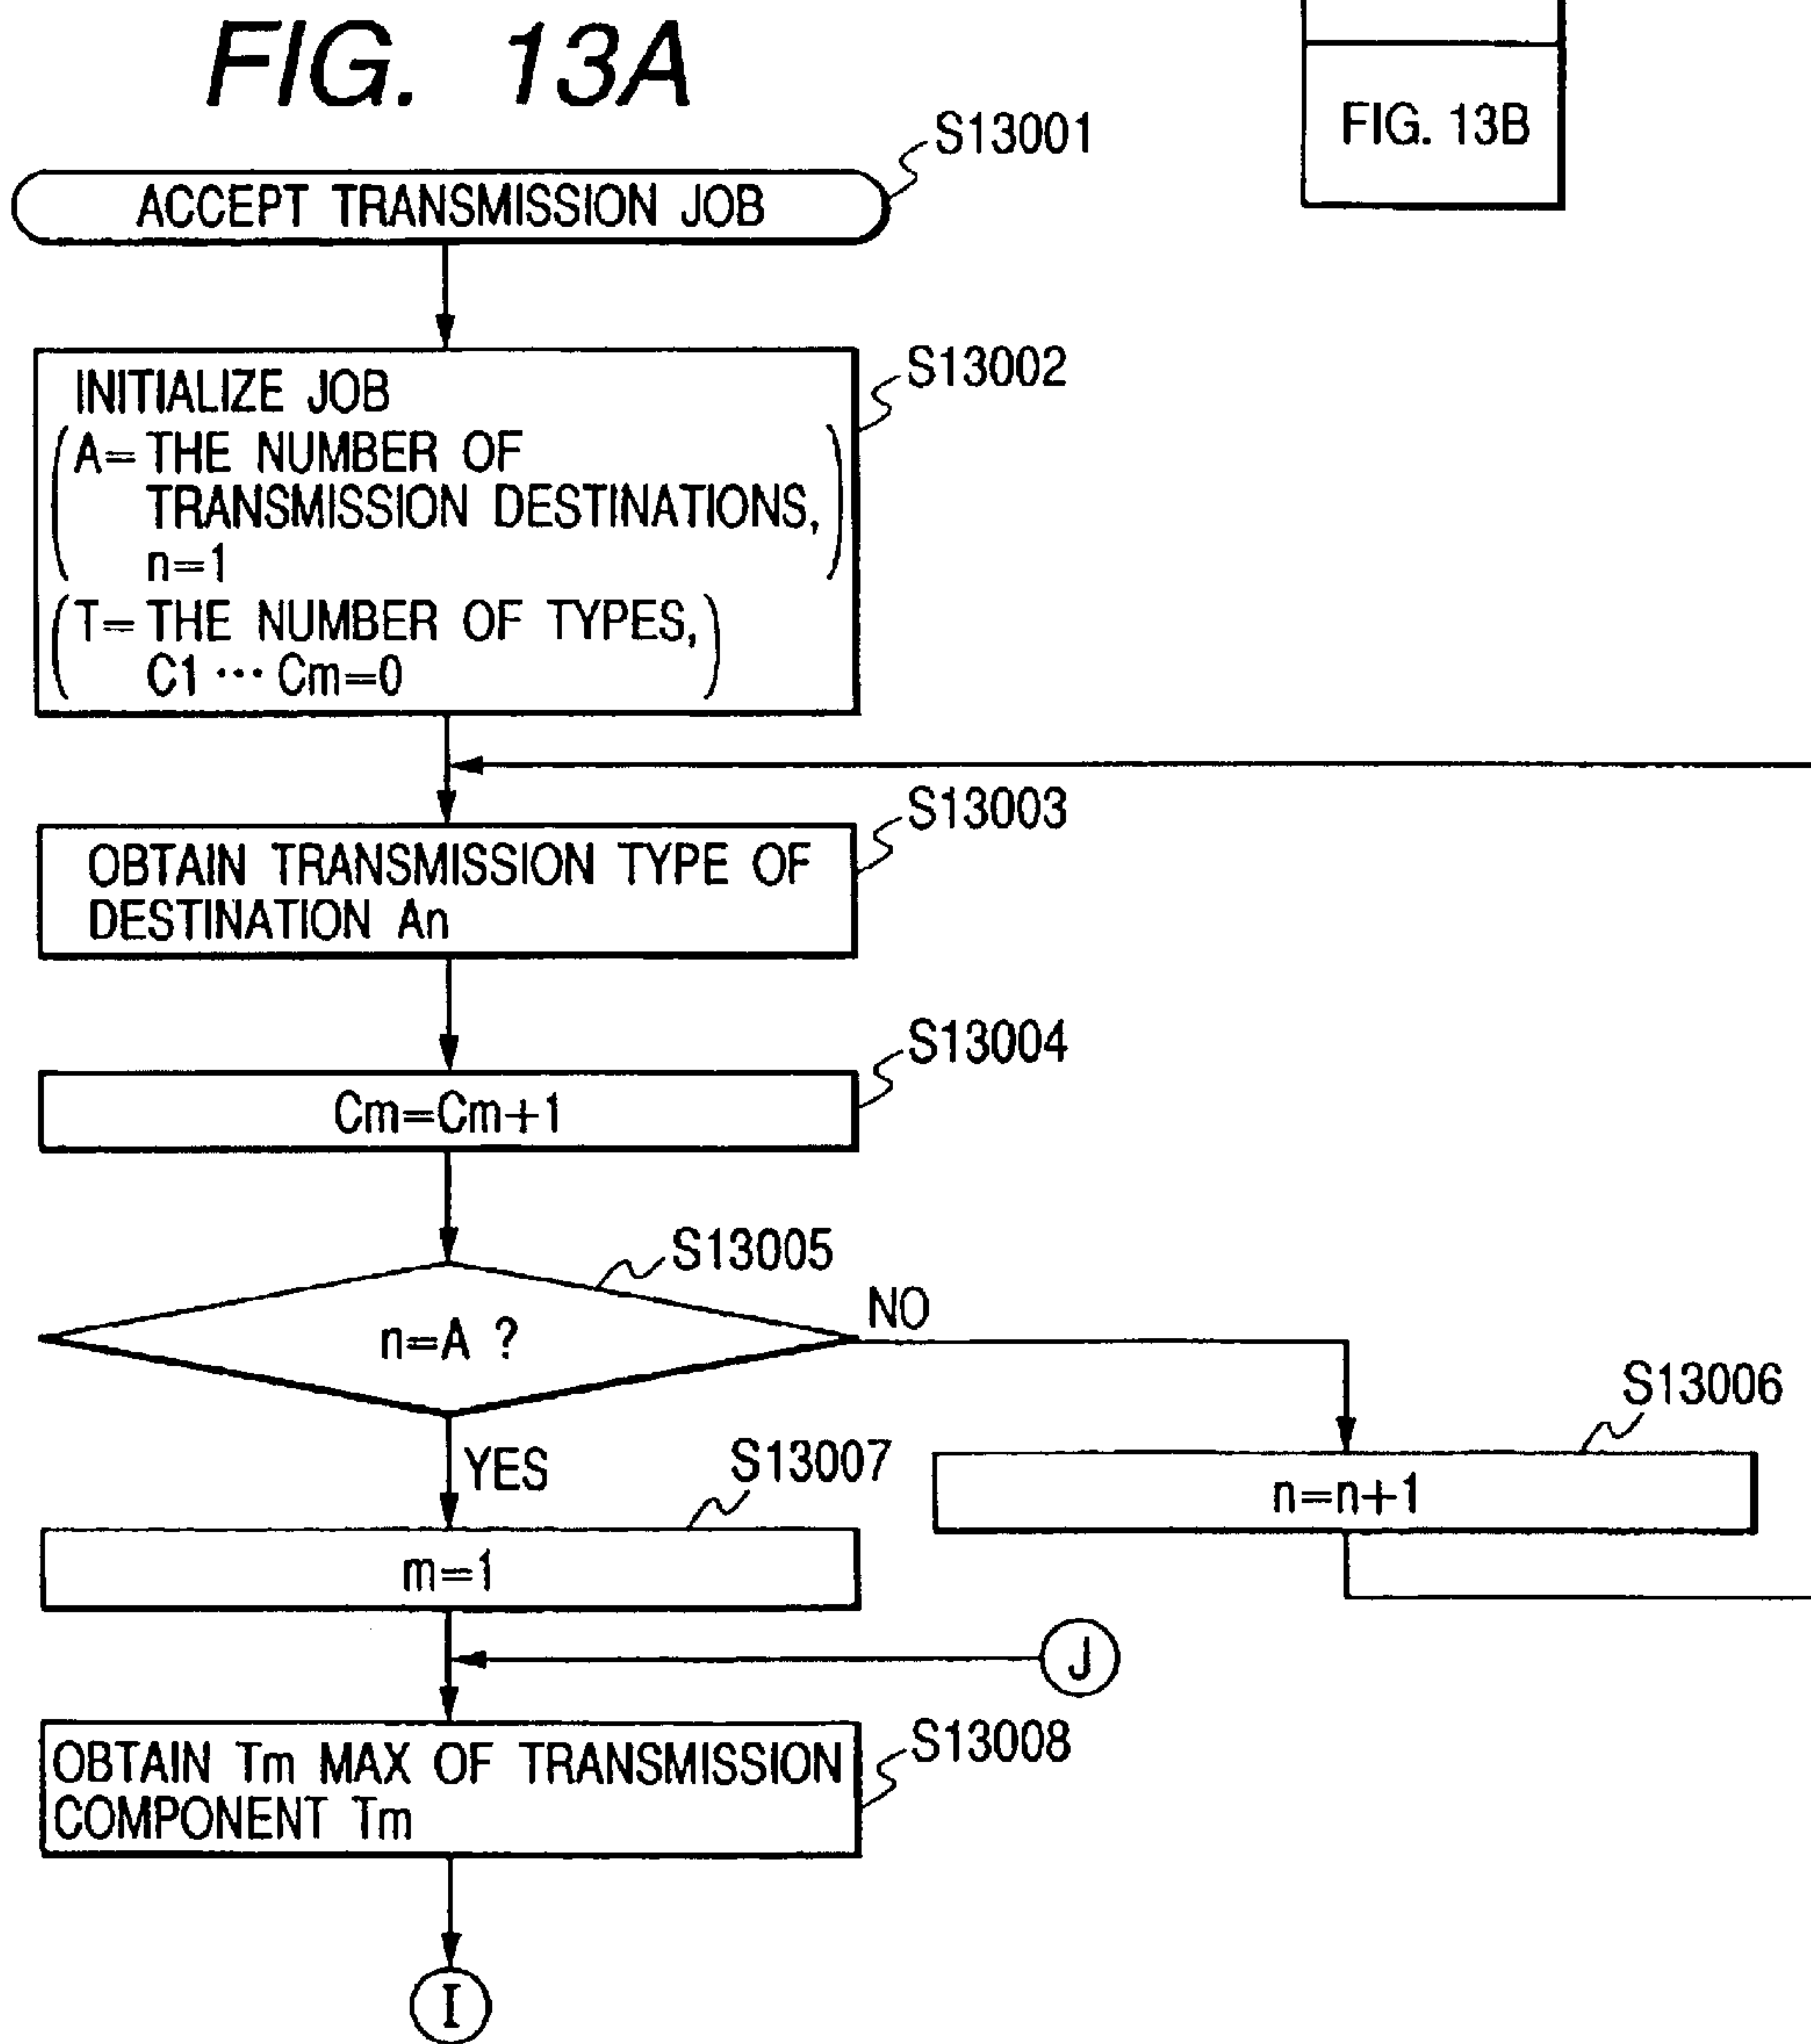 FIG. 13A
FIG. 13B
S13001
ACCEPT TRANSMISSION JOB
S13002
INITIALIZE JOB
(A= THE NUMBER OF
TRANSMISSION DESTINATIONS,
n=1)
(T= THE NUMBER OF TYPES,
C1 ··· Cm=0)
S13003
OBTAIN TRANSMISSION TYPE OF
DESTINATION An
S13004
Cm=Cm+1
S13005
n=A ?
NO
S13006
n=n+1
YES
S13007
m=1
J
S13008
OBTAIN Tm MAX OF TRANSMISSION
COMPONENT Tm
I